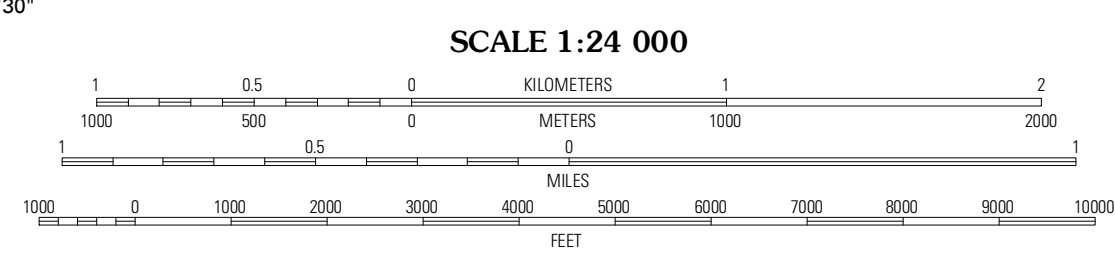 30"
SCALE 1:24 000
1 0.5 0 KILOMETERS 1 2
1000 500 0 METERS 1000 2000
1 0.5 0 1
MILES
1000 0 1000 2000 3000 4000 5000 6000 7000 8000 9000 10000
FEET